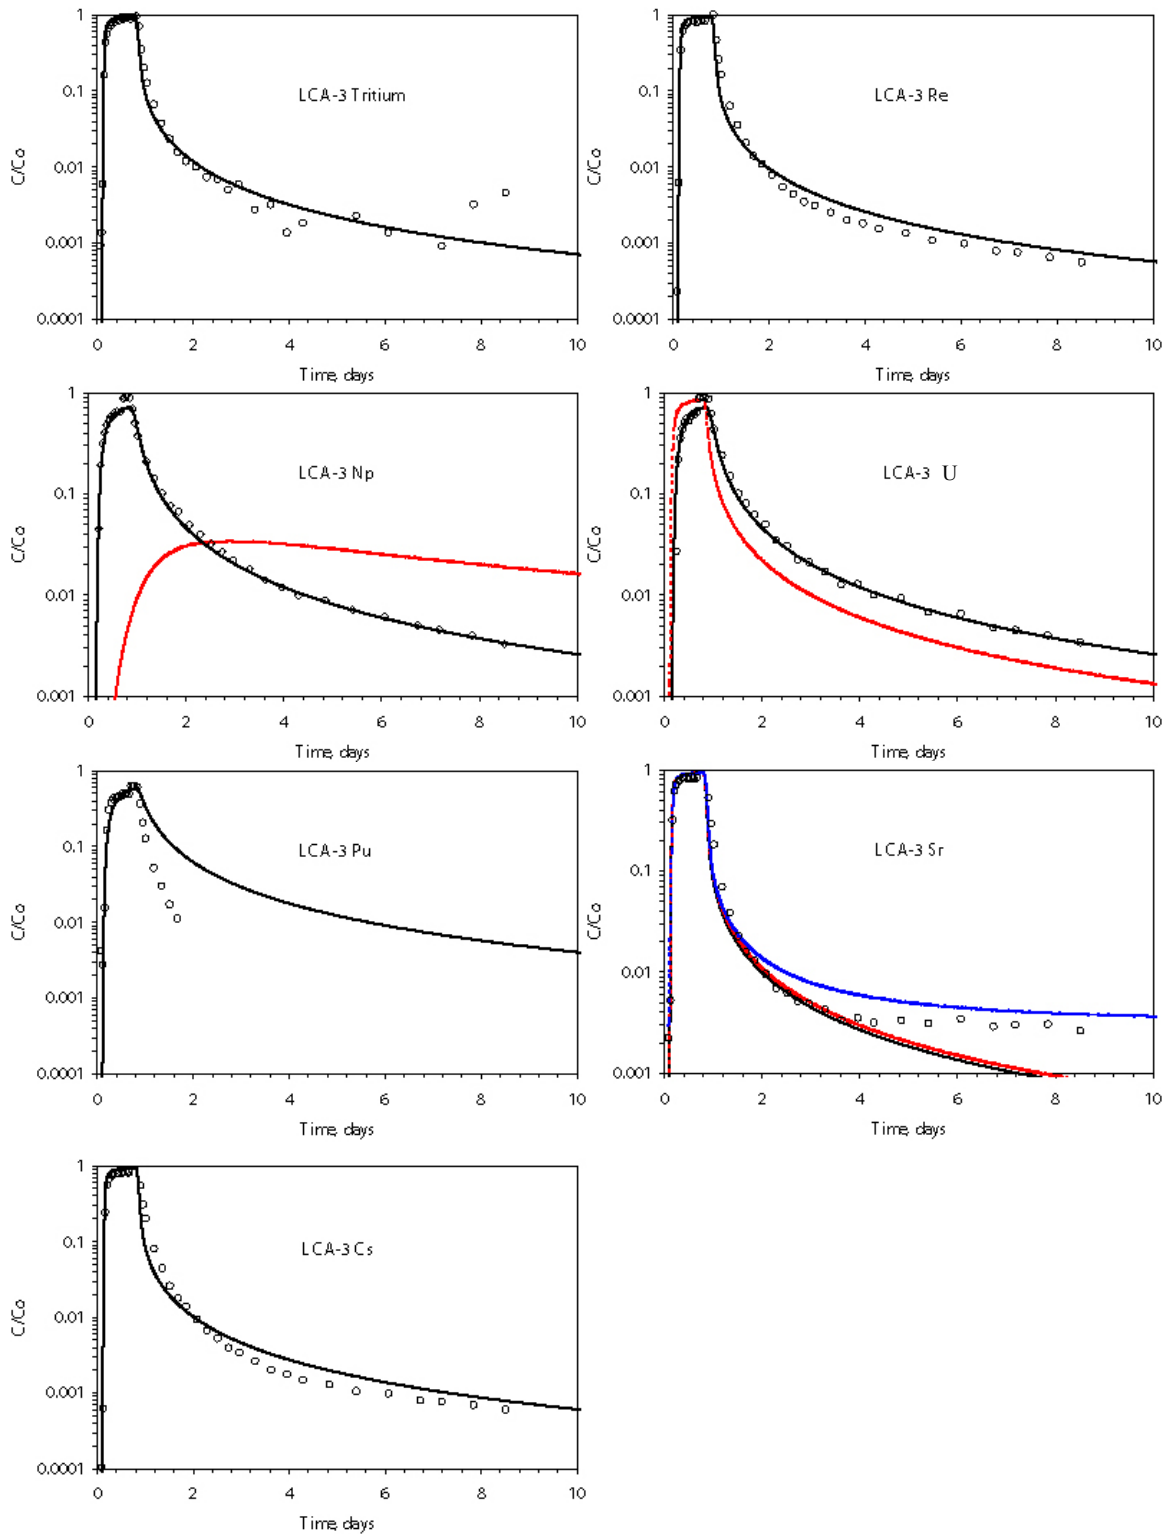 1
0.1
0.01
0.001
0.0001
C/Co
LCA-3 Tritium
0 2 4 6 8 10
Time, days
1
0.1
0.01
0.001
0.0001
C/Co
LCA-3 Re
0 2 4 6 8 10
Time, days
1
0.1
0.01
0.001
C/Co
LCA-3 Np
0 2 4 6 8 10
Time, days
1
0.1
0.01
0.001
C/Co
LCA-3 U
0 2 4 6 8 10
Time, days
1
0.1
0.01
0.001
0.0001
C/Co
LCA-3 Pu
0 2 4 6 8 10
Time, days
1
0.1
0.01
0.001
C/Co
LCA-3 Sr
0 2 4 6 8 10
Time, days
1
0.1
0.01
0.001
0.0001
C/Co
LCA-3 Cs
0 2 4 6 8 10
Time, days